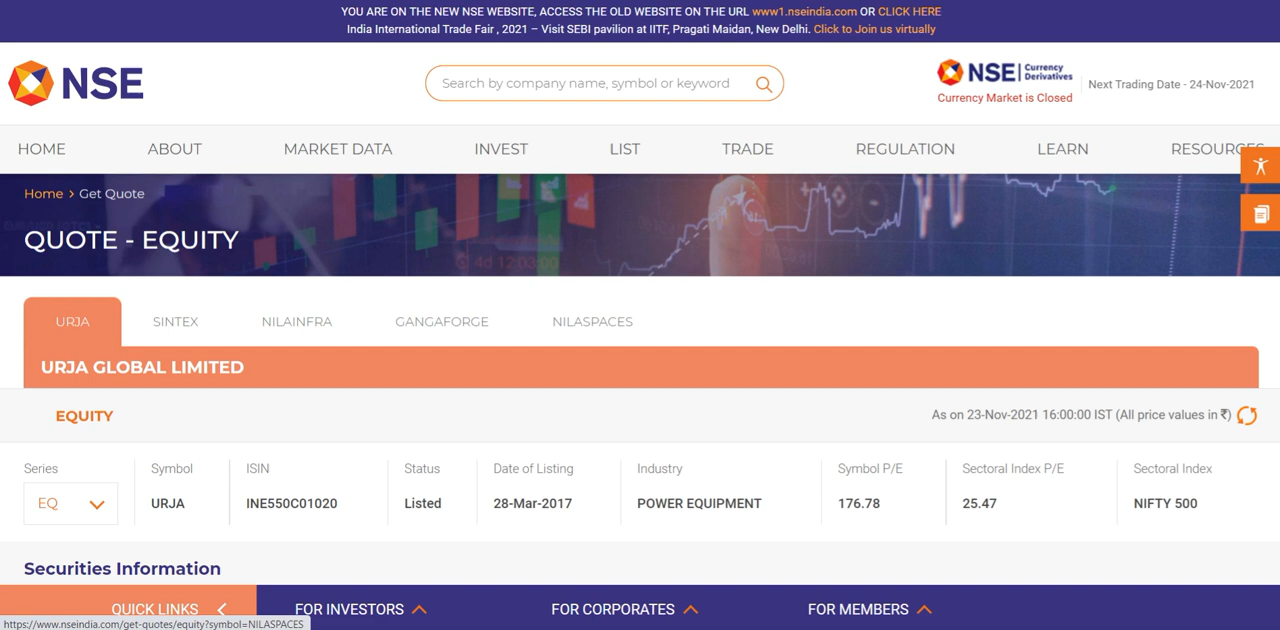 YOU ARE ON THE NEW NSE WEBSITE, ACCESS THE OLD WEBSITE ON THE URL www1.nseindia.com OR CLICK HERE
India International Trade Fair , 2021 – Visit SEBI pavilion at IITF, Pragati Maidan, New Delhi. Click to Join us virtually
NSE
Search by company name, symbol or keyword
NSE Currency Derivatives
Currency Market is Closed
Next Trading Date - 24-Nov-2021
HOME ABOUT MARKET DATA INVEST LIST TRADE REGULATION LEARN RESOURCES
Home > Get Quote
QUOTE - EQUITY
4d 12:03:00
URJA SINTEX NILAINFRA GANGAFORGE NILASPACES
URJA GLOBAL LIMITED
EQUITY
As on 23-Nov-2021 16:00:00 IST (All price values in ₹)
Series Symbol ISIN Status Date of Listing Industry Symbol P/E Sectoral Index P/E Sectoral Index
EQ URJA INE550C01020 Listed 28-Mar-2017 POWER EQUIPMENT 176.78 25.47 NIFTY 500
Securities Information
QUICK LINKS FOR INVESTORS FOR CORPORATES FOR MEMBERS
https://www.nseindia.com/get-quotes/equity?symbol=NILASPACES